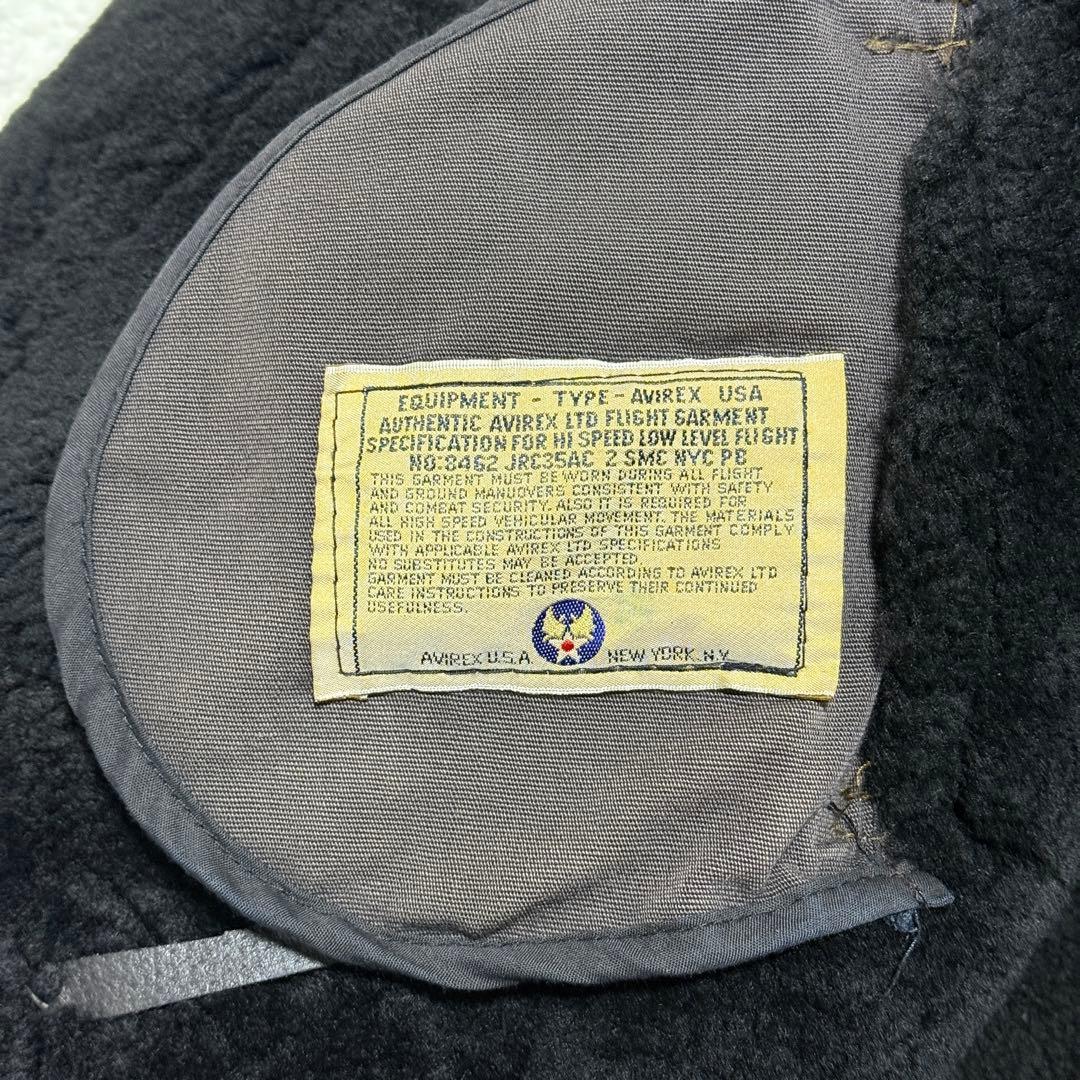 EQUIPMENT - TYPE - AVIREX USA
AUTHENTIC AVIREX LTD FLIGHT GARMENT
SPECIFICATION FOR HI SPEED LOW LEVEL FLIGHT
NO: 8462 JRC35AC 2 SMC NYC PB
THIS GARMENT MUST BE WORN DURING ALL FLIGHT
AND GROUND MANUOVERS CONSISTENT WITH SAFETY
AND COMBAT SECURITY. ALSO IT IS REQUIRED FOR
ALL HIGH SPEED VEHICULAR MOVEMENT. THE MATERIALS
USED IN THE CONSTRUCTIONS OF THIS GARMENT COMPLY
WITH APPLICABLE AVIREX LTD SPECIFICATIONS
NO SUBSTITUTES MAY BE ACCEPTED.
GARMENT MUST BE CLEANED ACCORDING TO AVIREX LTD
CARE INSTRUCTIONS TO PRESERVE THEIR CONTINUED
USEFULNESS.
AVIREX U.S.A. NEW YORK. N.Y.